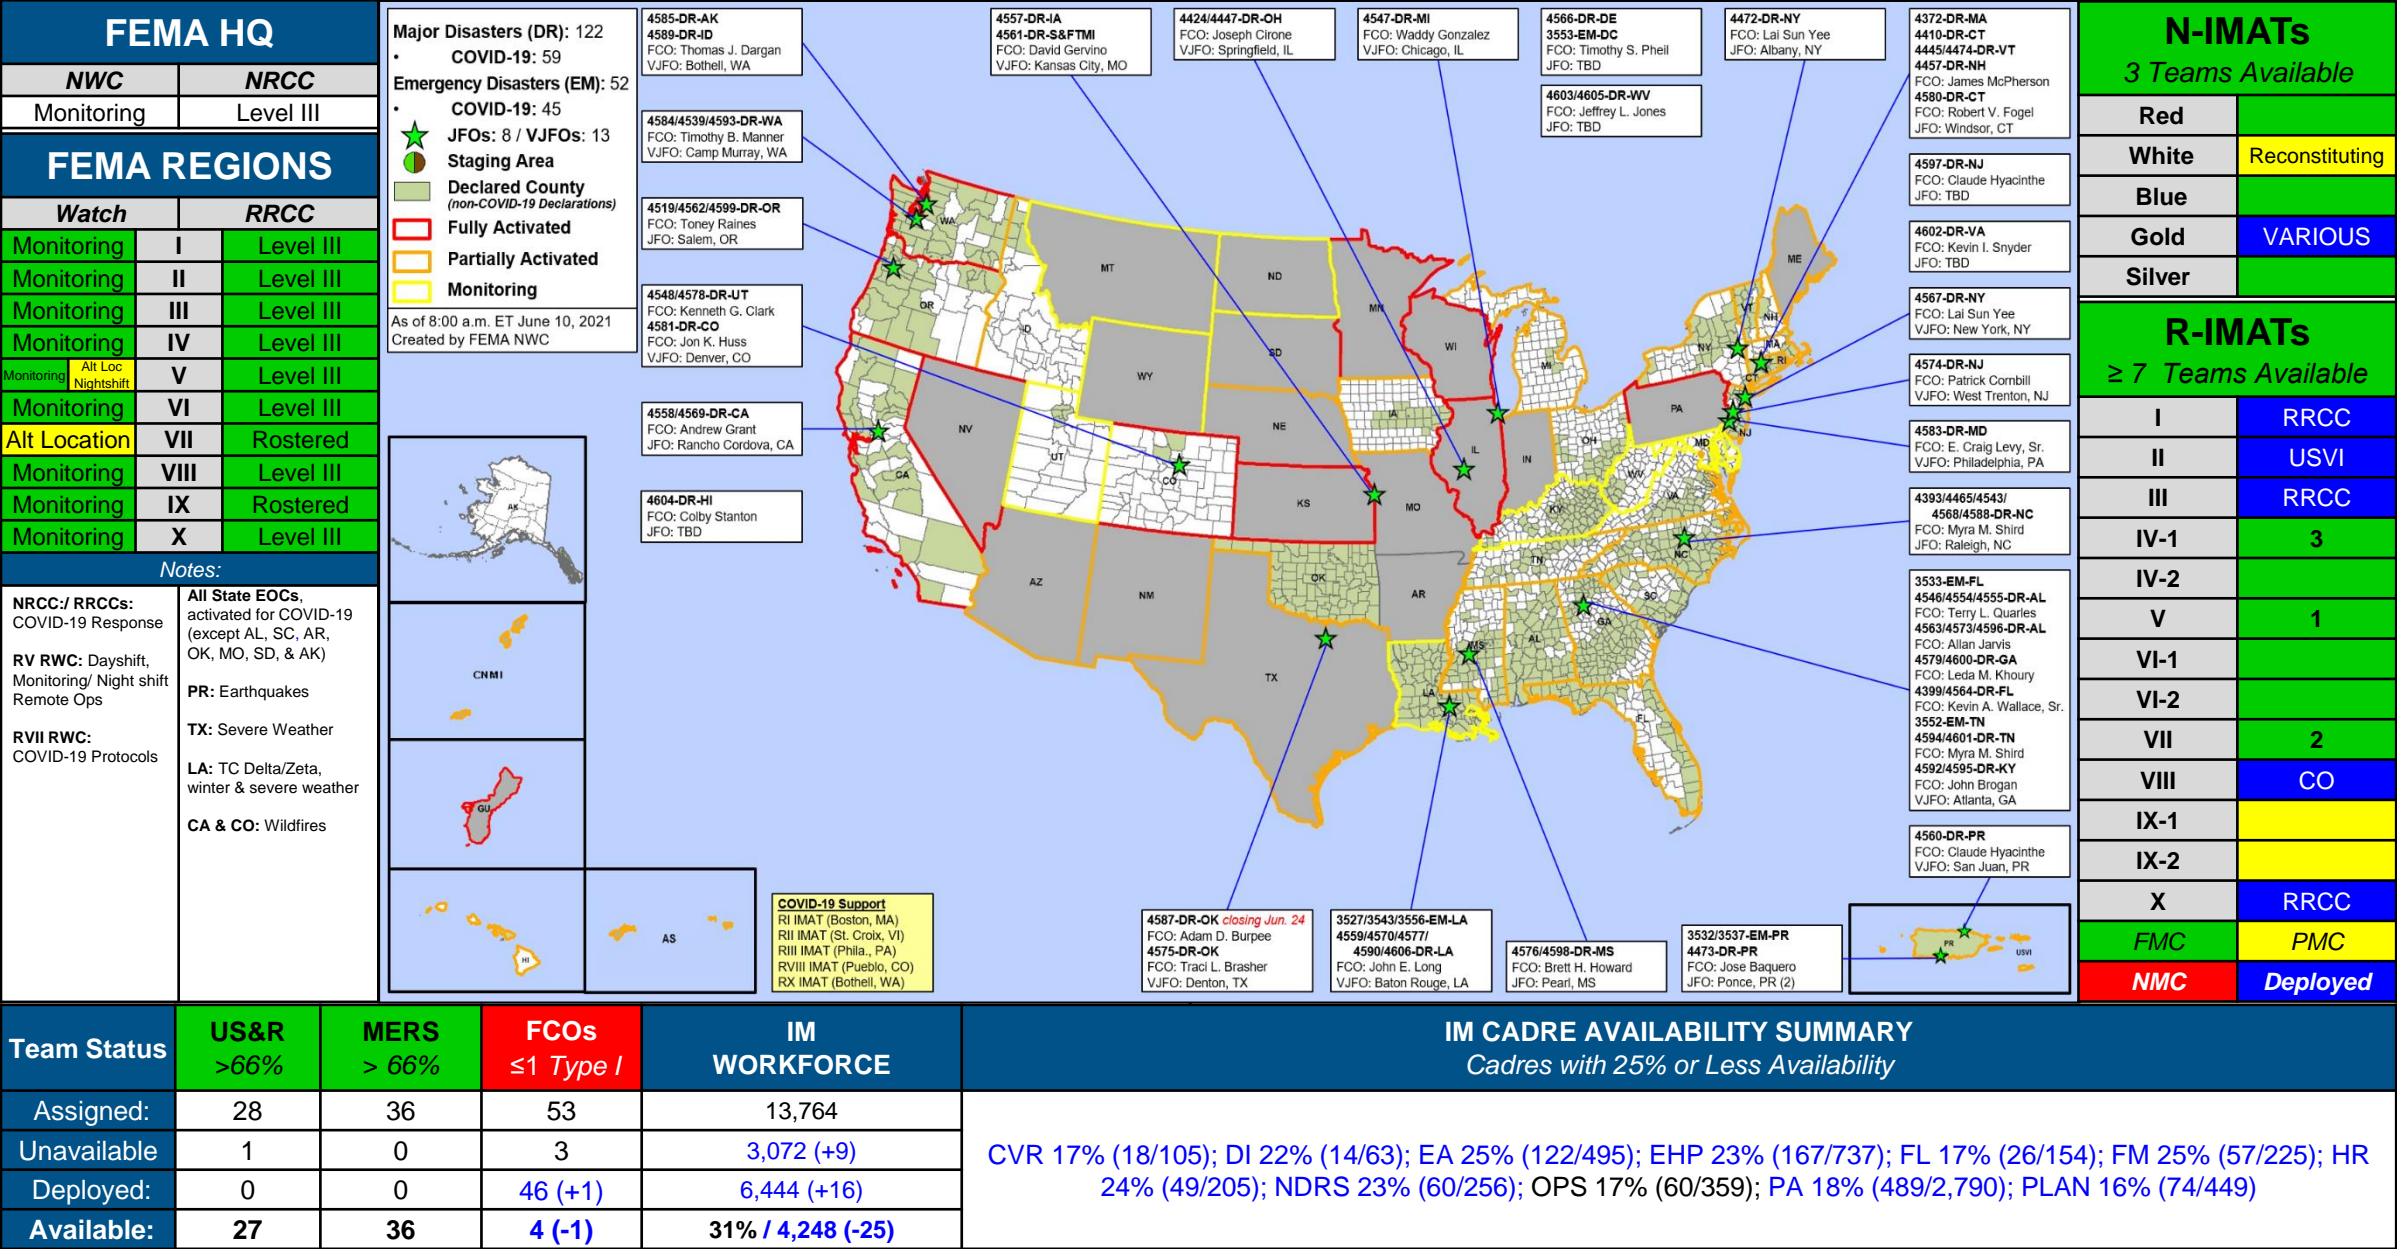 FEMA HQ
NWC NRCC
Monitoring Level III
FEMA REGIONS
Watch RRCC
Monitoring I Level III
Monitoring II Level III
Monitoring III Level III
Monitoring IV Level III
Monitoring Alt Loc Nightshift V Level III
Monitoring VI Level III
Alt Location VII Rostered
Monitoring VIII Level III
Monitoring IX Rostered
Monitoring X Level III
Notes:
NRCC:/ RRCCs:
COVID-19 Response
RV RWC: Dayshift,
Monitoring/ Night shift
Remote Ops
RVII RWC:
COVID-19 Protocols
All State EOCs,
activated for COVID-19
(except AL, SC, AR,
OK, MO, SD, & AK)
PR: Earthquakes
TX: Severe Weather
LA: TC Delta/Zeta,
winter & severe weather
CA & CO: Wildfires
Major Disasters (DR): 122
• COVID-19: 59
Emergency Disasters (EM): 52
• COVID-19: 45
JFOs: 8 / VJFOs: 13
Staging Area
Declared County
(non-COVID-19 Declarations)
Fully Activated
Partially Activated
Monitoring
As of 8:00 a.m. ET June 10, 2021
Created by FEMA NWC
4585-DR-AK
4589-DR-ID
FCO: Thomas J. Dargan
VJFO: Bothell, WA
4584/4539/4593-DR-WA
FCO: Timothy B. Manner
VJFO: Camp Murray, WA
4519/4562/4599-DR-OR
FCO: Toney Raines
JFO: Salem, OR
4548/4578-DR-UT
FCO: Kenneth G. Clark
4581-DR-CO
FCO: Jon K. Huss
VJFO: Denver, CO
4558/4569-DR-CA
FCO: Andrew Grant
JFO: Rancho Cordova, CA
4604-DR-HI
FCO: Colby Stanton
JFO: TBD
4557-DR-IA
4561-DR-S&FTMI
FCO: David Gervino
VJFO: Kansas City, MO
4424/4447-DR-OH
FCO: Joseph Cirone
VJFO: Springfield, IL
4547-DR-MI
FCO: Waddy Gonzalez
VJFO: Chicago, IL
4566-DR-DE
3553-EM-DC
FCO: Timothy S. Pheil
JFO: TBD
4603/4605-DR-WV
FCO: Jeffrey L. Jones
JFO: TBD
4472-DR-NY
FCO: Lai Sun Yee
JFO: Albany, NY
4372-DR-MA
4410-DR-CT
4445/4474-DR-VT
4457-DR-NH
FCO: James McPherson
4580-DR-CT
FCO: Robert V. Fogel
JFO: Windsor, CT
4597-DR-NJ
FCO: Claude Hyacinthe
JFO: TBD
4602-DR-VA
FCO: Kevin I. Snyder
JFO: TBD
4567-DR-NY
FCO: Lai Sun Yee
VJFO: New York, NY
4574-DR-NJ
FCO: Patrick Cornbill
VJFO: West Trenton, NJ
4583-DR-MD
FCO: E. Craig Levy, Sr.
VJFO: Philadelphia, PA
4393/4465/4543/
4568/4588-DR-NC
FCO: Myra M. Shird
JFO: Raleigh, NC
3533-EM-FL
4546/4554/4555-DR-AL
FCO: Terry L. Quarles
4563/4573/4596-DR-AL
FCO: Allan Jarvis
4579/4600-DR-GA
FCO: Leda M. Khoury
4399/4564-DR-FL
FCO: Kevin A. Wallace, Sr.
3552-EM-TN
4594/4601-DR-TN
FCO: Myra M. Shird
4592/4595-DR-KY
FCO: John Brogan
VJFO: Atlanta, GA
4560-DR-PR
FCO: Claude Hyacinthe
VJFO: San Juan, PR
WA
OR
CA
NV
ID
MT
WY
UT
CO
AZ
NM
ND
SD
NE
KS
OK
TX
MN
IA
MO
AR
LA
WI
IL
MI
IN
OH
KY
TN
MS
AL
GA
FL
SC
NC
VA
WV
MD
PA
NJ
NY
CT
RI
MA
VT
NH
ME
AK
CNMI
GU
HI
AS
PR
USVI
COVID-19 Support
RI IMAT (Boston, MA)
RII IMAT (St. Croix, VI)
RIII IMAT (Phila., PA)
RVIII IMAT (Pueblo, CO)
RX IMAT (Bothell, WA)
4587-DR-OK closing Jun. 24
FCO: Adam D. Burpee
4575-DR-OK
FCO: Traci L. Brasher
VJFO: Denton, TX
3527/3543/3556-EM-LA
4559/4570/4577/
4590/4606-DR-LA
FCO: John E. Long
VJFO: Baton Rouge, LA
4576/4598-DR-MS
FCO: Brett H. Howard
JFO: Pearl, MS
3532/3537-EM-PR
4473-DR-PR
FCO: Jose Baquero
JFO: Ponce, PR (2)
N-IMATs
3 Teams Available
Red
White Reconstituting
Blue
Gold VARIOUS
Silver
R-IMATs
≥ 7 Teams Available
I RRCC
II USVI
III RRCC
IV-1 3
IV-2
V 1
VI-1
VI-2
VII 2
VIII CO
IX-1
IX-2
X RRCC
FMC PMC
NMC Deployed
Team Status US&R >66% MERS > 66% FCOs ≤1 Type I IM WORKFORCE
Assigned: 28 36 53 13,764
Unavailable 1 0 3 3,072 (+9)
Deployed: 0 0 46 (+1) 6,444 (+16)
Available: 27 36 4 (-1) 31% / 4,248 (-25)
IM CADRE AVAILABILITY SUMMARY
Cadres with 25% or Less Availability
CVR 17% (18/105); DI 22% (14/63); EA 25% (122/495); EHP 23% (167/737); FL 17% (26/154); FM 25% (57/225); HR
24% (49/205); NDRS 23% (60/256); OPS 17% (60/359); PA 18% (489/2,790); PLAN 16% (74/449)